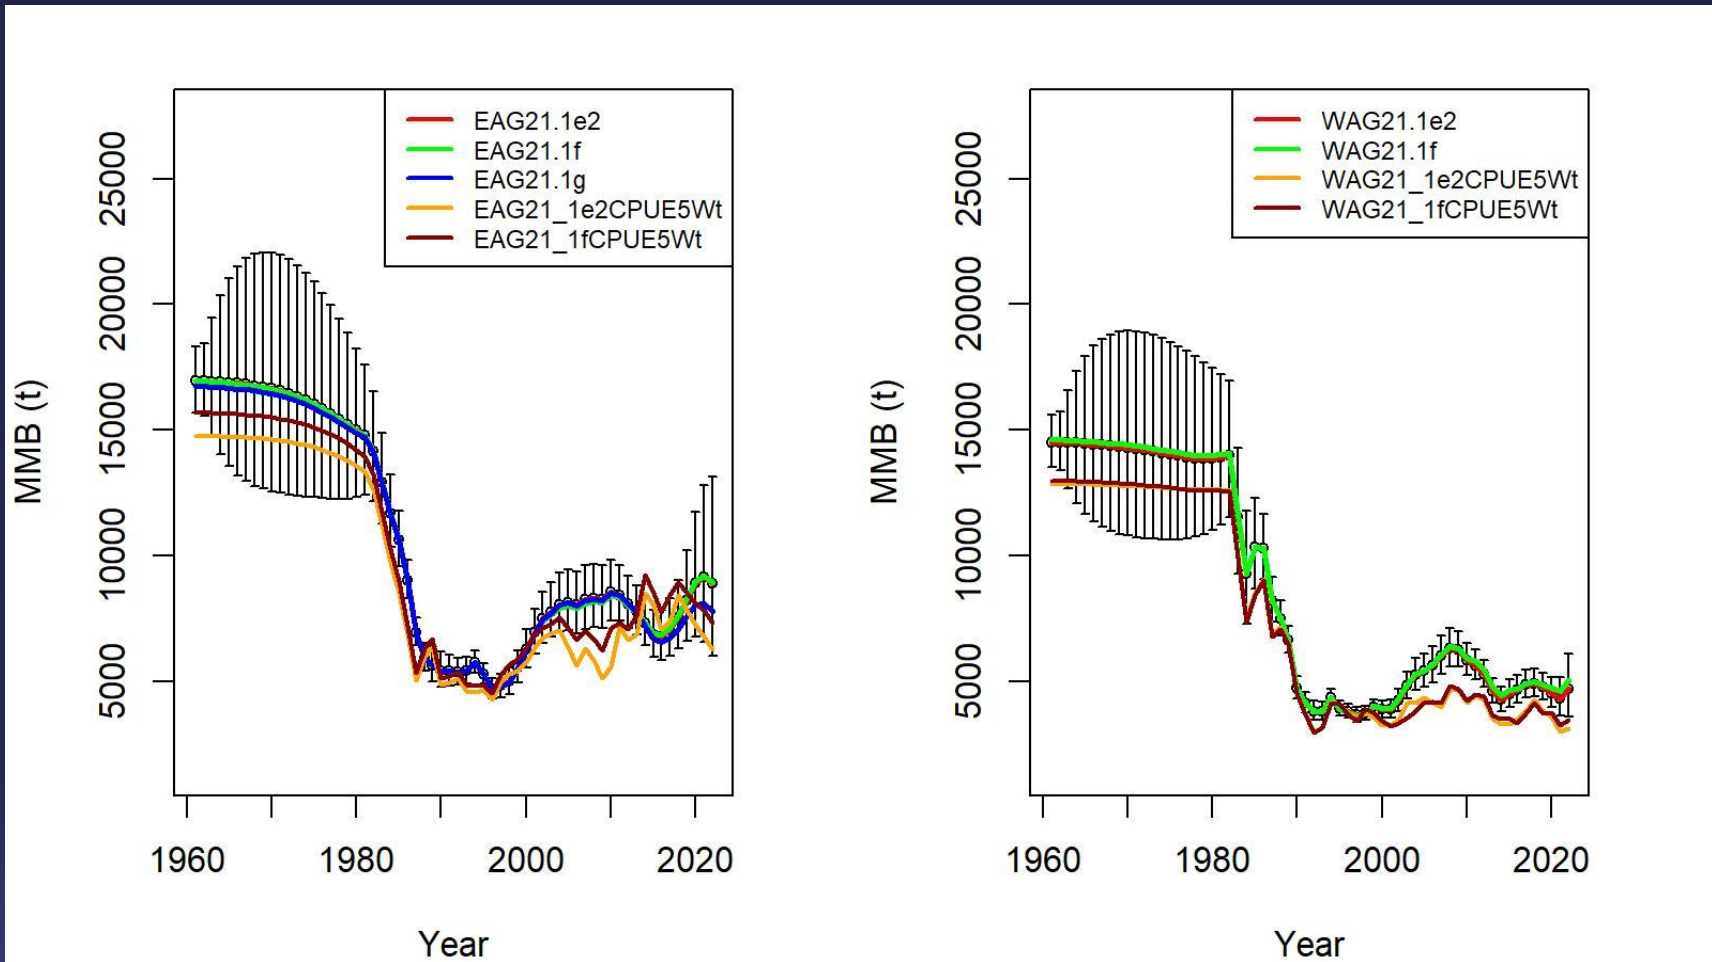 EAG21.1e2
EAG21.1f
EAG21.1g
EAG21_1e2CPUE5Wt
EAG21_1fCPUE5Wt
MMB (t)
25000
20000
15000
10000
5000
1960 1980 2000 2020
Year
WAG21.1e2
WAG21.1f
WAG21_1e2CPUE5Wt
WAG21_1fCPUE5Wt
MMB (t)
25000
20000
15000
10000
5000
1960 1980 2000 2020
Year